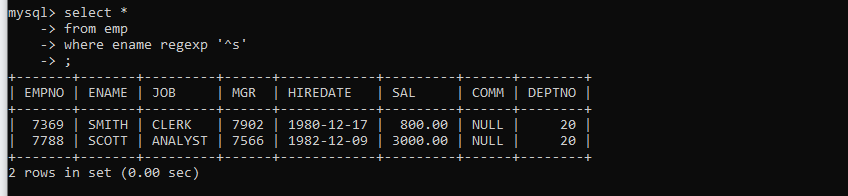 mysql> select *
    -> from emp
    -> where ename regexp '^s'
    -> ;
+-------+-------+---------+------+------------+---------+------+--------+
| EMPNO | ENAME | JOB     | MGR  | HIREDATE   | SAL     | COMM | DEPTNO |
+-------+-------+---------+------+------------+---------+------+--------+
|  7369 | SMITH | CLERK   | 7902 | 1980-12-17 |  800.00 | NULL |     20 |
|  7788 | SCOTT | ANALYST | 7566 | 1982-12-09 | 3000.00 | NULL |     20 |
+-------+-------+---------+------+------------+---------+------+--------+
2 rows in set (0.00 sec)